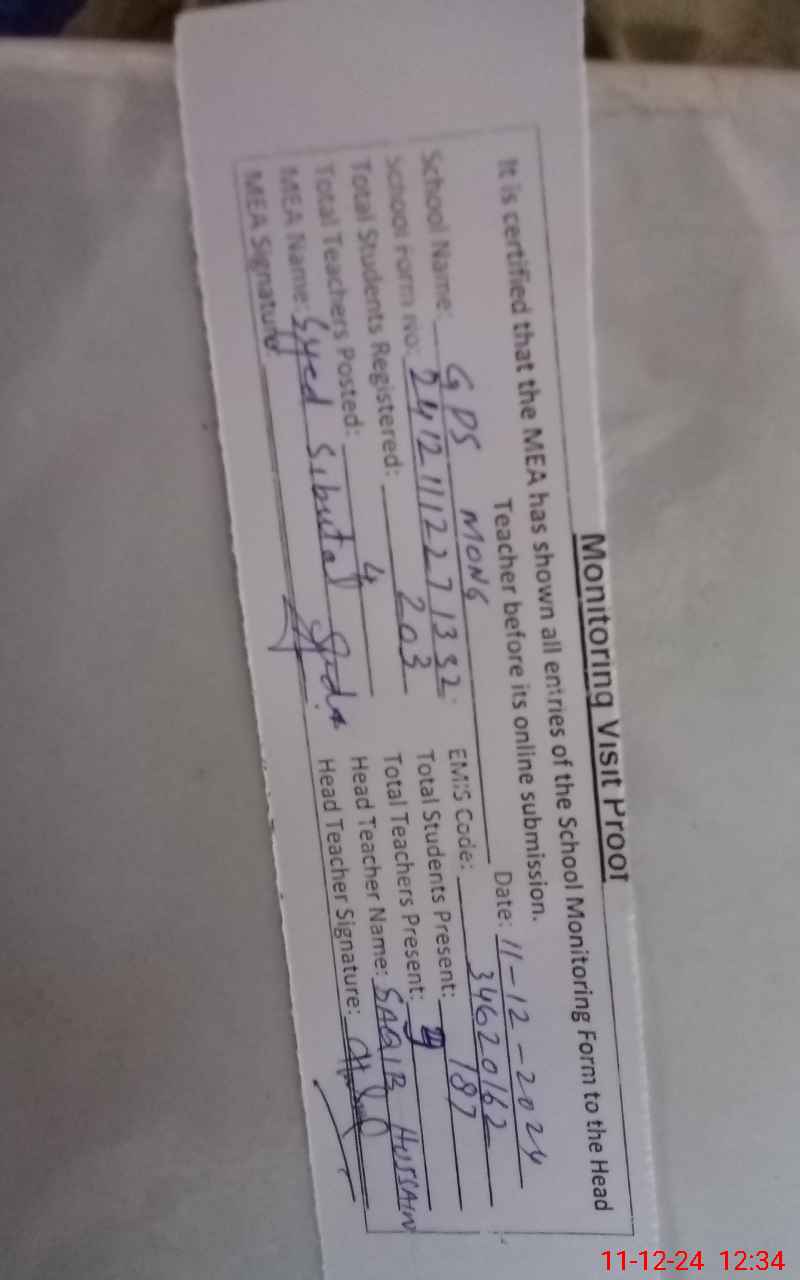 Monitoring Visit Proof
It is certified that the MEA has shown all entries of the School Monitoring Form to the Head
Teacher before its online submission.
School Name: GPS MONG Date: 11-12-2024
School Form No: 24121112271332 EMIS Code: 34620162
Total Students Registered: 203 Total Students Present: 187
Total Teachers Posted: 4 Total Teachers Present:
MEA Name: Syed Head Teacher Name: SAQIB HUSSAIN
MEA Signature: Head Teacher Signature:
11-12-24 12:34